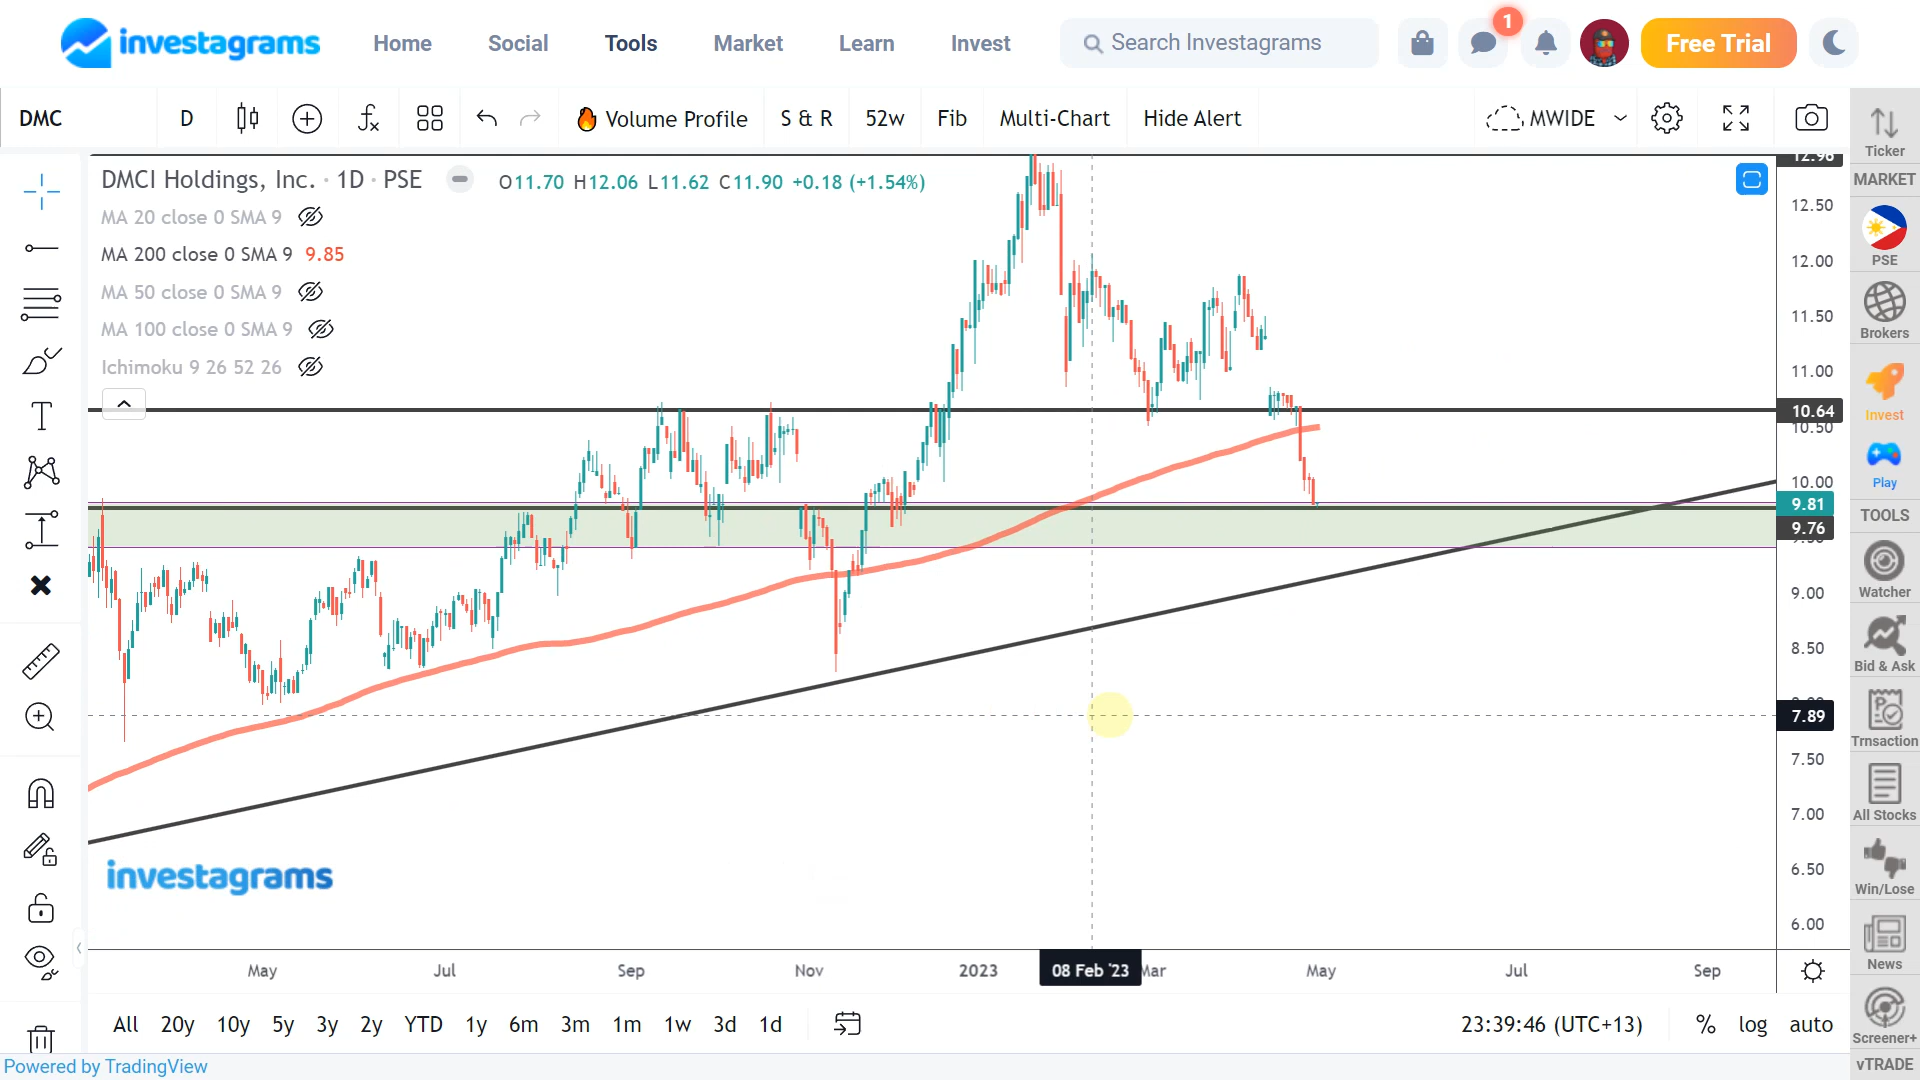 investagrams
Home
Social
Tools
Market
Learn
Invest
Search Investagrams
1
Free Trial
DMC
D
Volume Profile
S & R
52w
Fib
Multi-Chart
Hide Alert
MWIDE
DMCI Holdings, Inc. · 1D · PSE
O11.70 H12.06 L11.62 C11.90 +0.18 (+1.54%)
MA 20 close 0 SMA 9
MA 200 close 0 SMA 9 9.85
MA 50 close 0 SMA 9
MA 100 close 0 SMA 9
Ichimoku 9 26 52 26
12.98
12.50
12.00
11.50
11.00
10.64
10.50
10.00
9.81
9.76
9.50
9.00
8.50
8.00
7.89
7.50
7.00
6.50
6.00
investagrams
May
Jul
Sep
Nov
2023
08 Feb '23
Mar
May
Jul
Sep
All
20y
10y
5y
3y
2y
YTD
1y
6m
3m
1m
1w
3d
1d
23:39:46 (UTC+13)
%
log
auto
Powered by TradingView
Ticker
MARKET
PSE
Brokers
Invest
Play
TOOLS
Watcher
Bid & Ask
Trnsaction
All Stocks
Win/Lose
News
Screener+
vTRADE